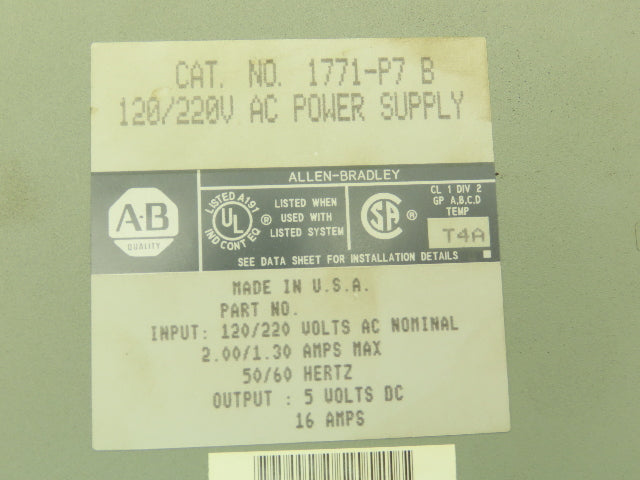 CAT. NO. 1771-P7 B
120/220V AC POWER SUPPLY
ALLEN-BRADLEY
A-B
QUALITY
LISTED A191
UL ®
IND CONT EQ
LISTED WHEN
USED WITH
LISTED SYSTEM
SA ®
CL 1 DIV 2
GP A,B,C,D
TEMP
T4A
SEE DATA SHEET FOR INSTALLATION DETAILS
MADE IN U.S.A.
PART NO.
INPUT: 120/220 VOLTS AC NOMINAL
2.00/1.30 AMPS MAX
50/60 HERTZ
OUTPUT : 5 VOLTS DC
16 AMPS